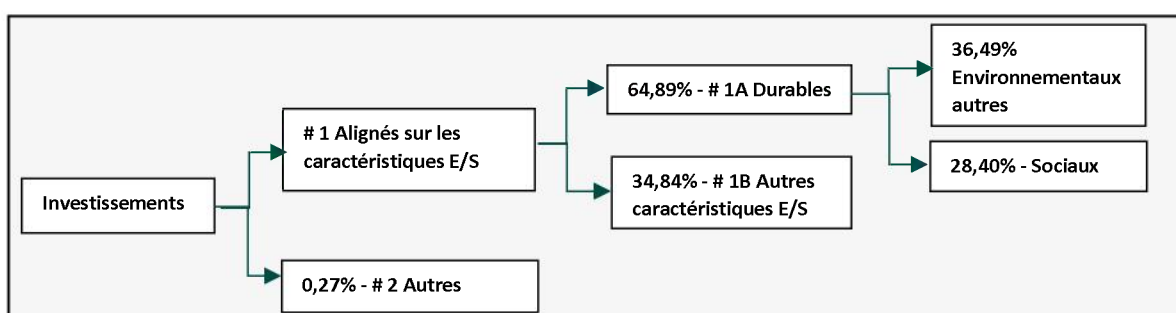 Investissements
# 1 Alignés sur les
caractéristiques E/S
0,27% - # 2 Autres
64,89% - # 1A Durables
34,84% - # 1B Autres
caractéristiques E/S
36,49%
Environnementaux
autres
28,40% - Sociaux